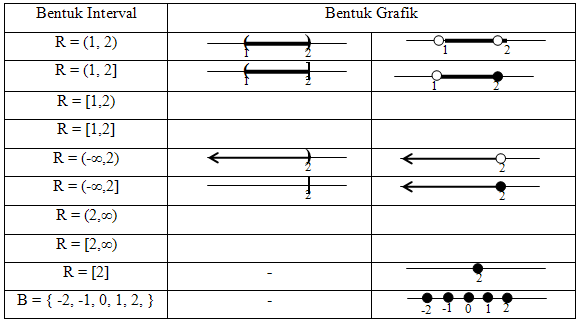 Bentuk Interval Bentuk Grafik
R = (1, 2) ( ) 1 2 1 2
R = (1, 2] ( ] 1 2 1 2
R = [1,2)
R = [1,2]
R = (-∞,2) ) 2 2
R = (-∞,2] 2 2
R = (2,∞)
R = [2,∞)
R = [2] - 2
B = { -2, -1, 0, 1, 2, } - -2 -1 0 1 2